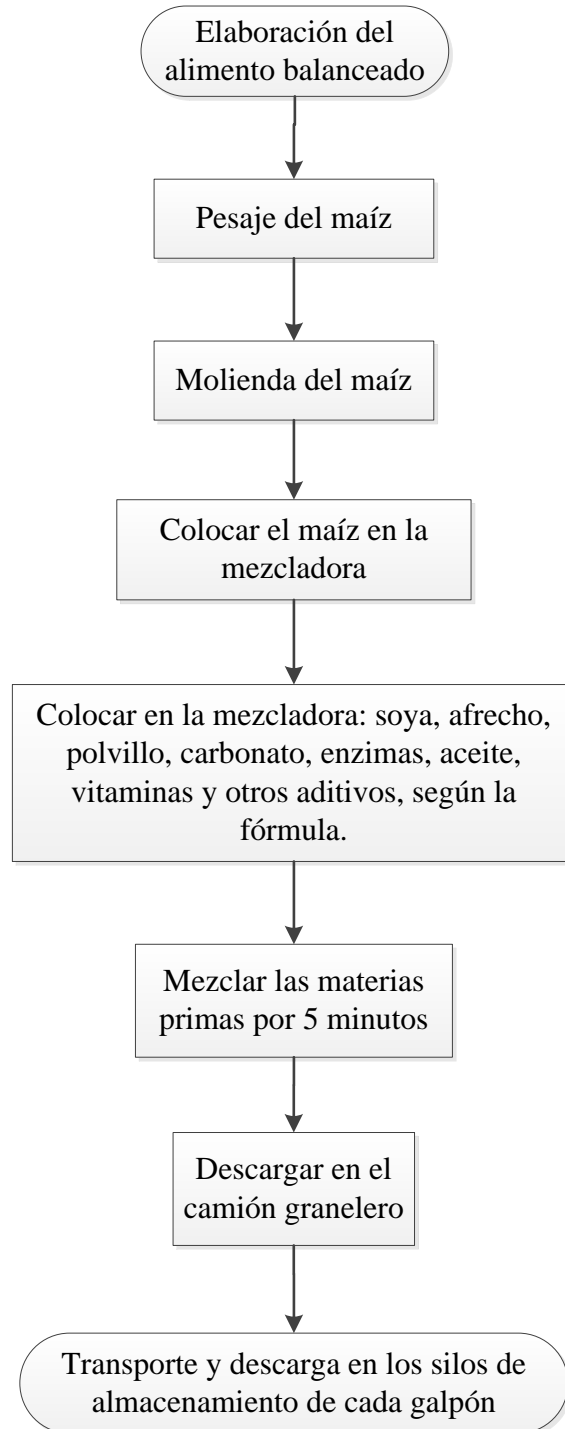 Elaboración del
alimento balanceado
Pesaje del maíz
Molienda del maíz
Colocar el maíz en la
mezcladora
Colocar en la mezcladora: soya, afrecho,
polvillo, carbonato, enzimas, aceite,
vitaminas y otros aditivos, según la
fórmula.
Mezclar las materias
primas por 5 minutos
Descargar en el
camión granelero
Transporte y descarga en los silos de
almacenamiento de cada galpón